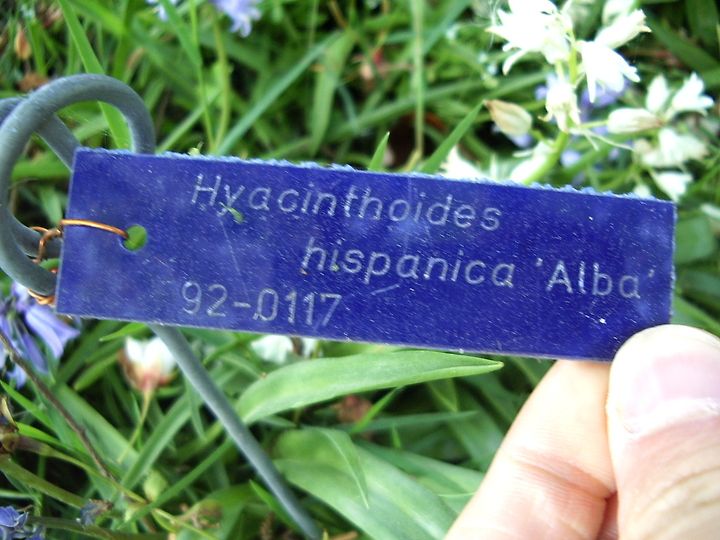 Hyacinthoides
hispanica 'Alba'
92-0117